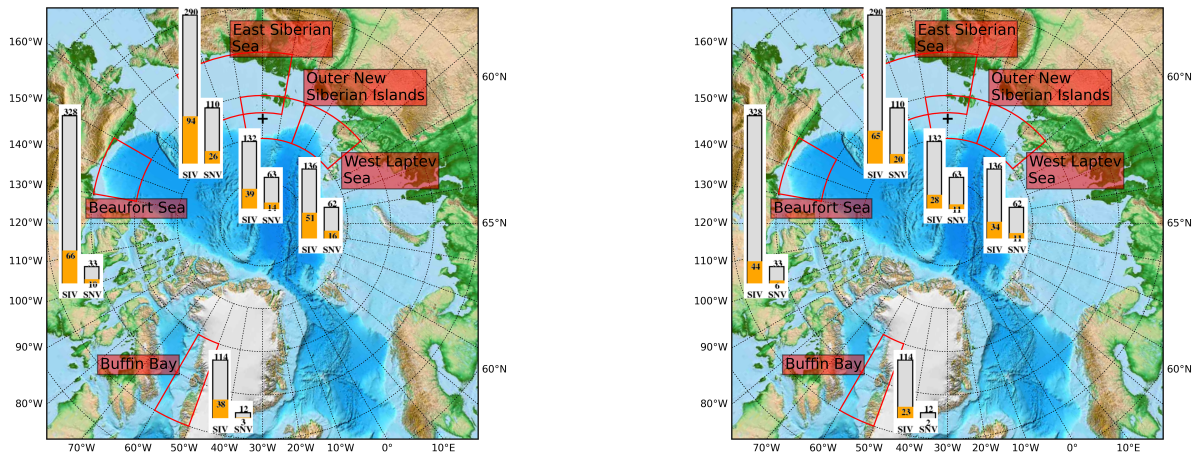 290
East Siberian
Sea
160°W
60°N
Outer New
Siberian Islands
150°W
328
110
94
132
140°W
26
136
SIV SNV
West Laptev
Sea
63
130°W
39
62
Beaufort Sea
14
51
120°W
SIV SNV
16
65°N
SIV SNV
66
33
110°W
10
SIV SNV
100°W
90°W
114
Buffin Bay
60°N
38
12
80°W
3
SIV SNV
70°W
60°W
50°W
40°W
30°W
20°W
10°W
0°
290
East Siberian
Sea
160°W
60°N
Outer New
Siberian Islands
150°W
328
110
65
132
140°W
20
136
SIV SNV
West Laptev
Sea
63
130°W
28
62
Beaufort Sea
11
34
120°W
SIV SNV
11
65°N
SIV SNV
44
33
110°W
6
SIV SNV
100°W
90°W
114
Buffin Bay
60°N
23
12
80°W
2
SIV SNV
70°W
60°W
50°W
40°W
30°W
20°W
10°W
0°